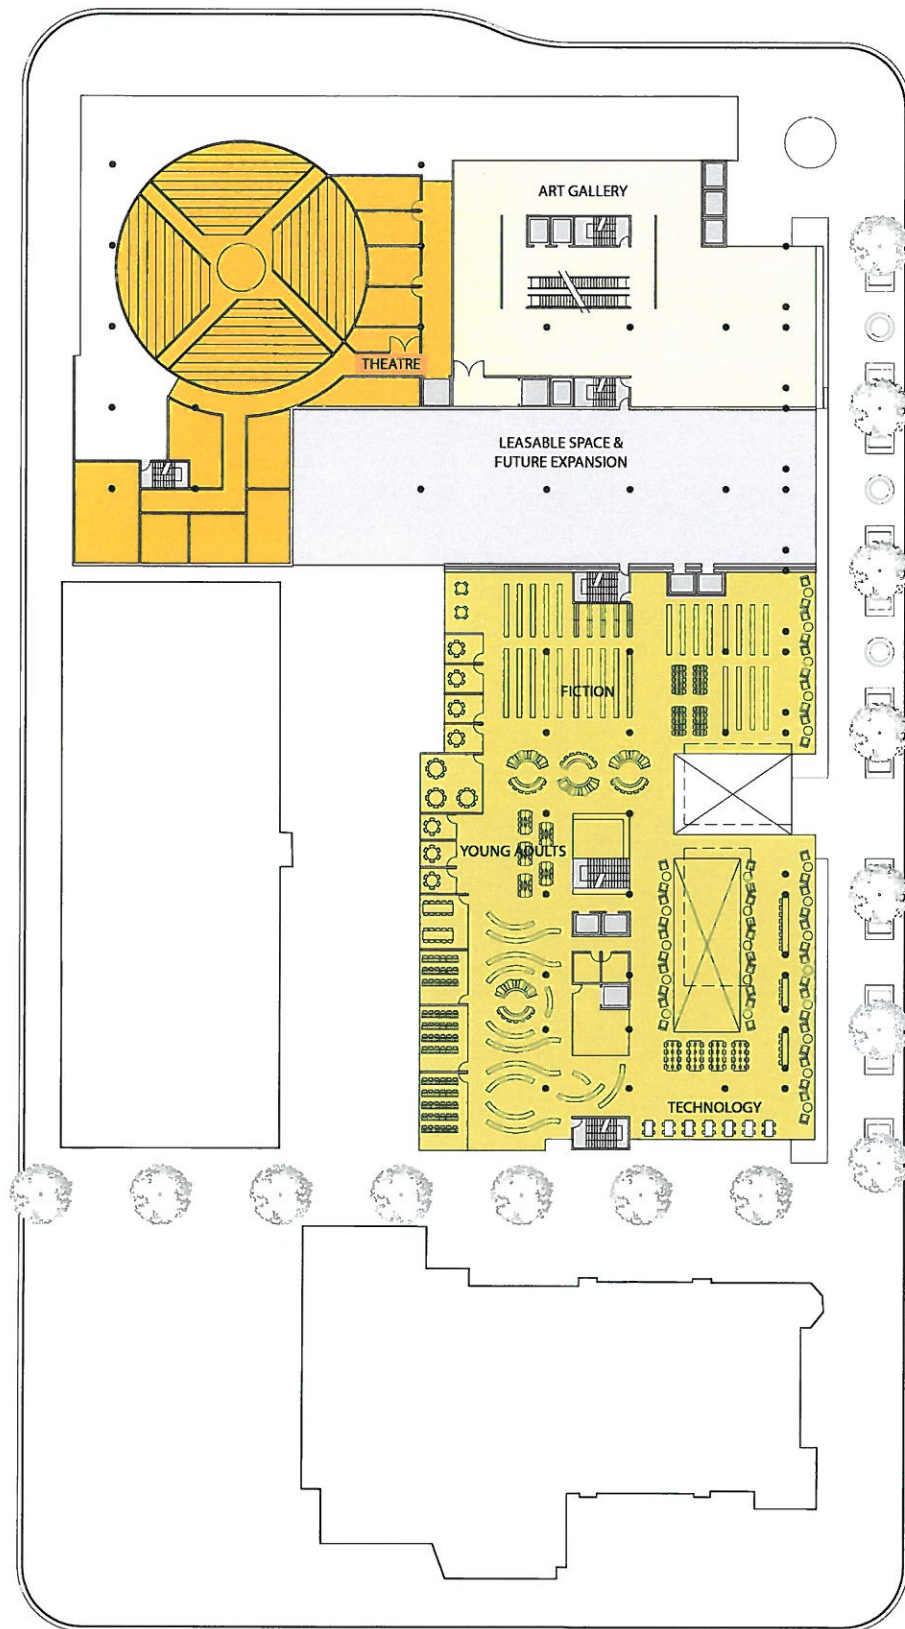 ART GALLERY
THEATRE
LEASABLE SPACE &
FUTURE EXPANSION
FICTION
YOUNG ADULTS
TECHNOLOGY